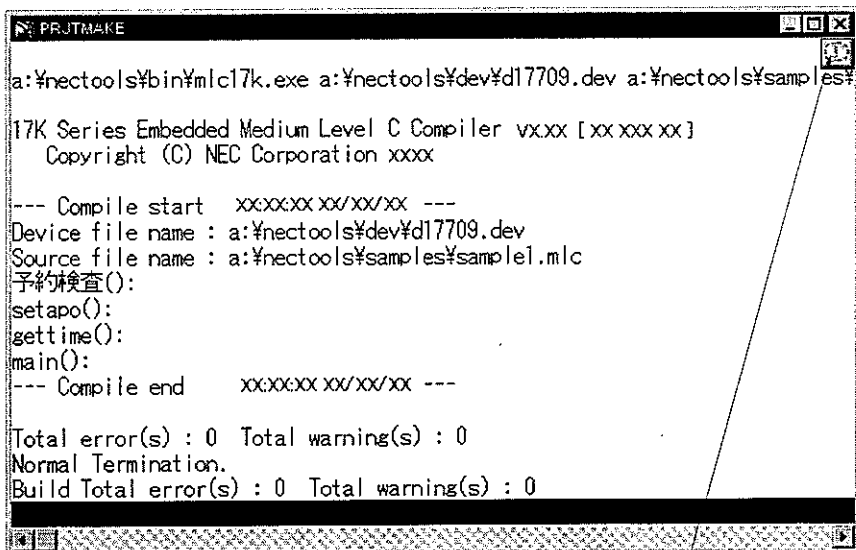 PRJTMAKE
a:¥nectools¥bin¥mlc17k.exe a:¥nectools¥dev¥d17709.dev a:¥nectools¥samples¥
17K Series Embedded Medium Level C Compiler VX.XX [XX XXX XX]
Copyright (C) NEC Corporation XXXX
--- Compile start XX:XX:XX XX/XX/XX ---
Device file name : a:¥nectools¥dev¥d17709.dev
Source file name : a:¥nectools¥samples¥sample1.mlc
予約検査():
setapo():
gettime():
main():
--- Compile end XX:XX:XX XX/XX/XX ---
Total error(s) : 0 Total warning(s) : 0
Normal Termination.
Build Total error(s) : 0 Total warning(s) : 0